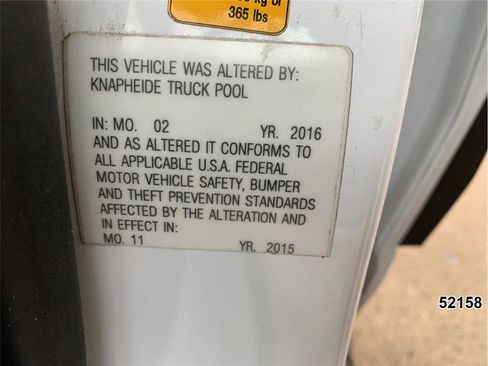 kg or
365 lbs
THIS VEHICLE WAS ALTERED BY:
KNAPHEIDE TRUCK POOL
IN: MO. 02 YR. 2016
AND AS ALTERED IT CONFORMS TO
ALL APPLICABLE U.S.A. FEDERAL
MOTOR VEHICLE SAFETY, BUMPER
AND THEFT PREVENTION STANDARDS
AFFECTED BY THE ALTERATION AND
IN EFFECT IN:
MO. 11 YR. 2015
52158